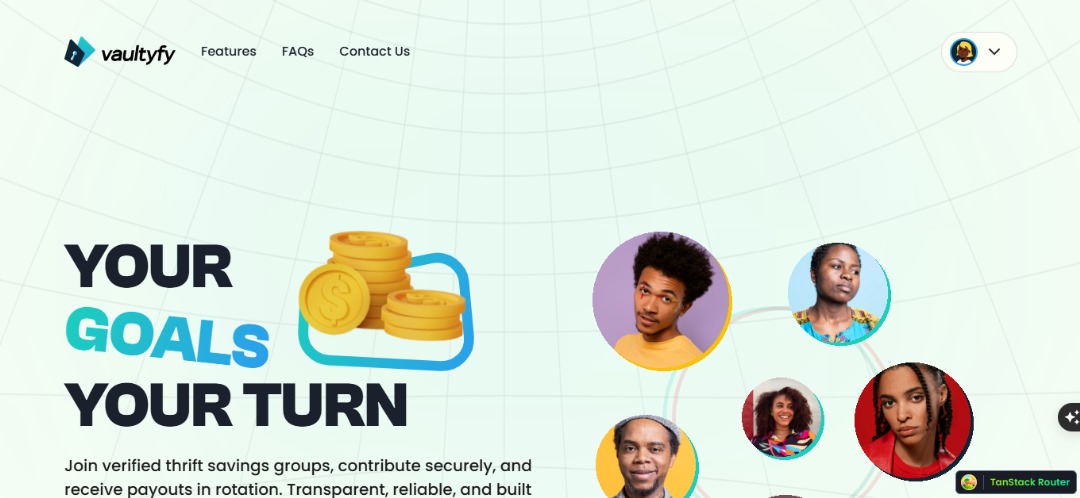 vaultyfy
Features
FAQs
Contact Us
YOUR
GOALS
YOUR TURN
Join verified thrift savings groups, contribute securely, and
receive payouts in rotation. Transparent, reliable, and built
TanStack Router